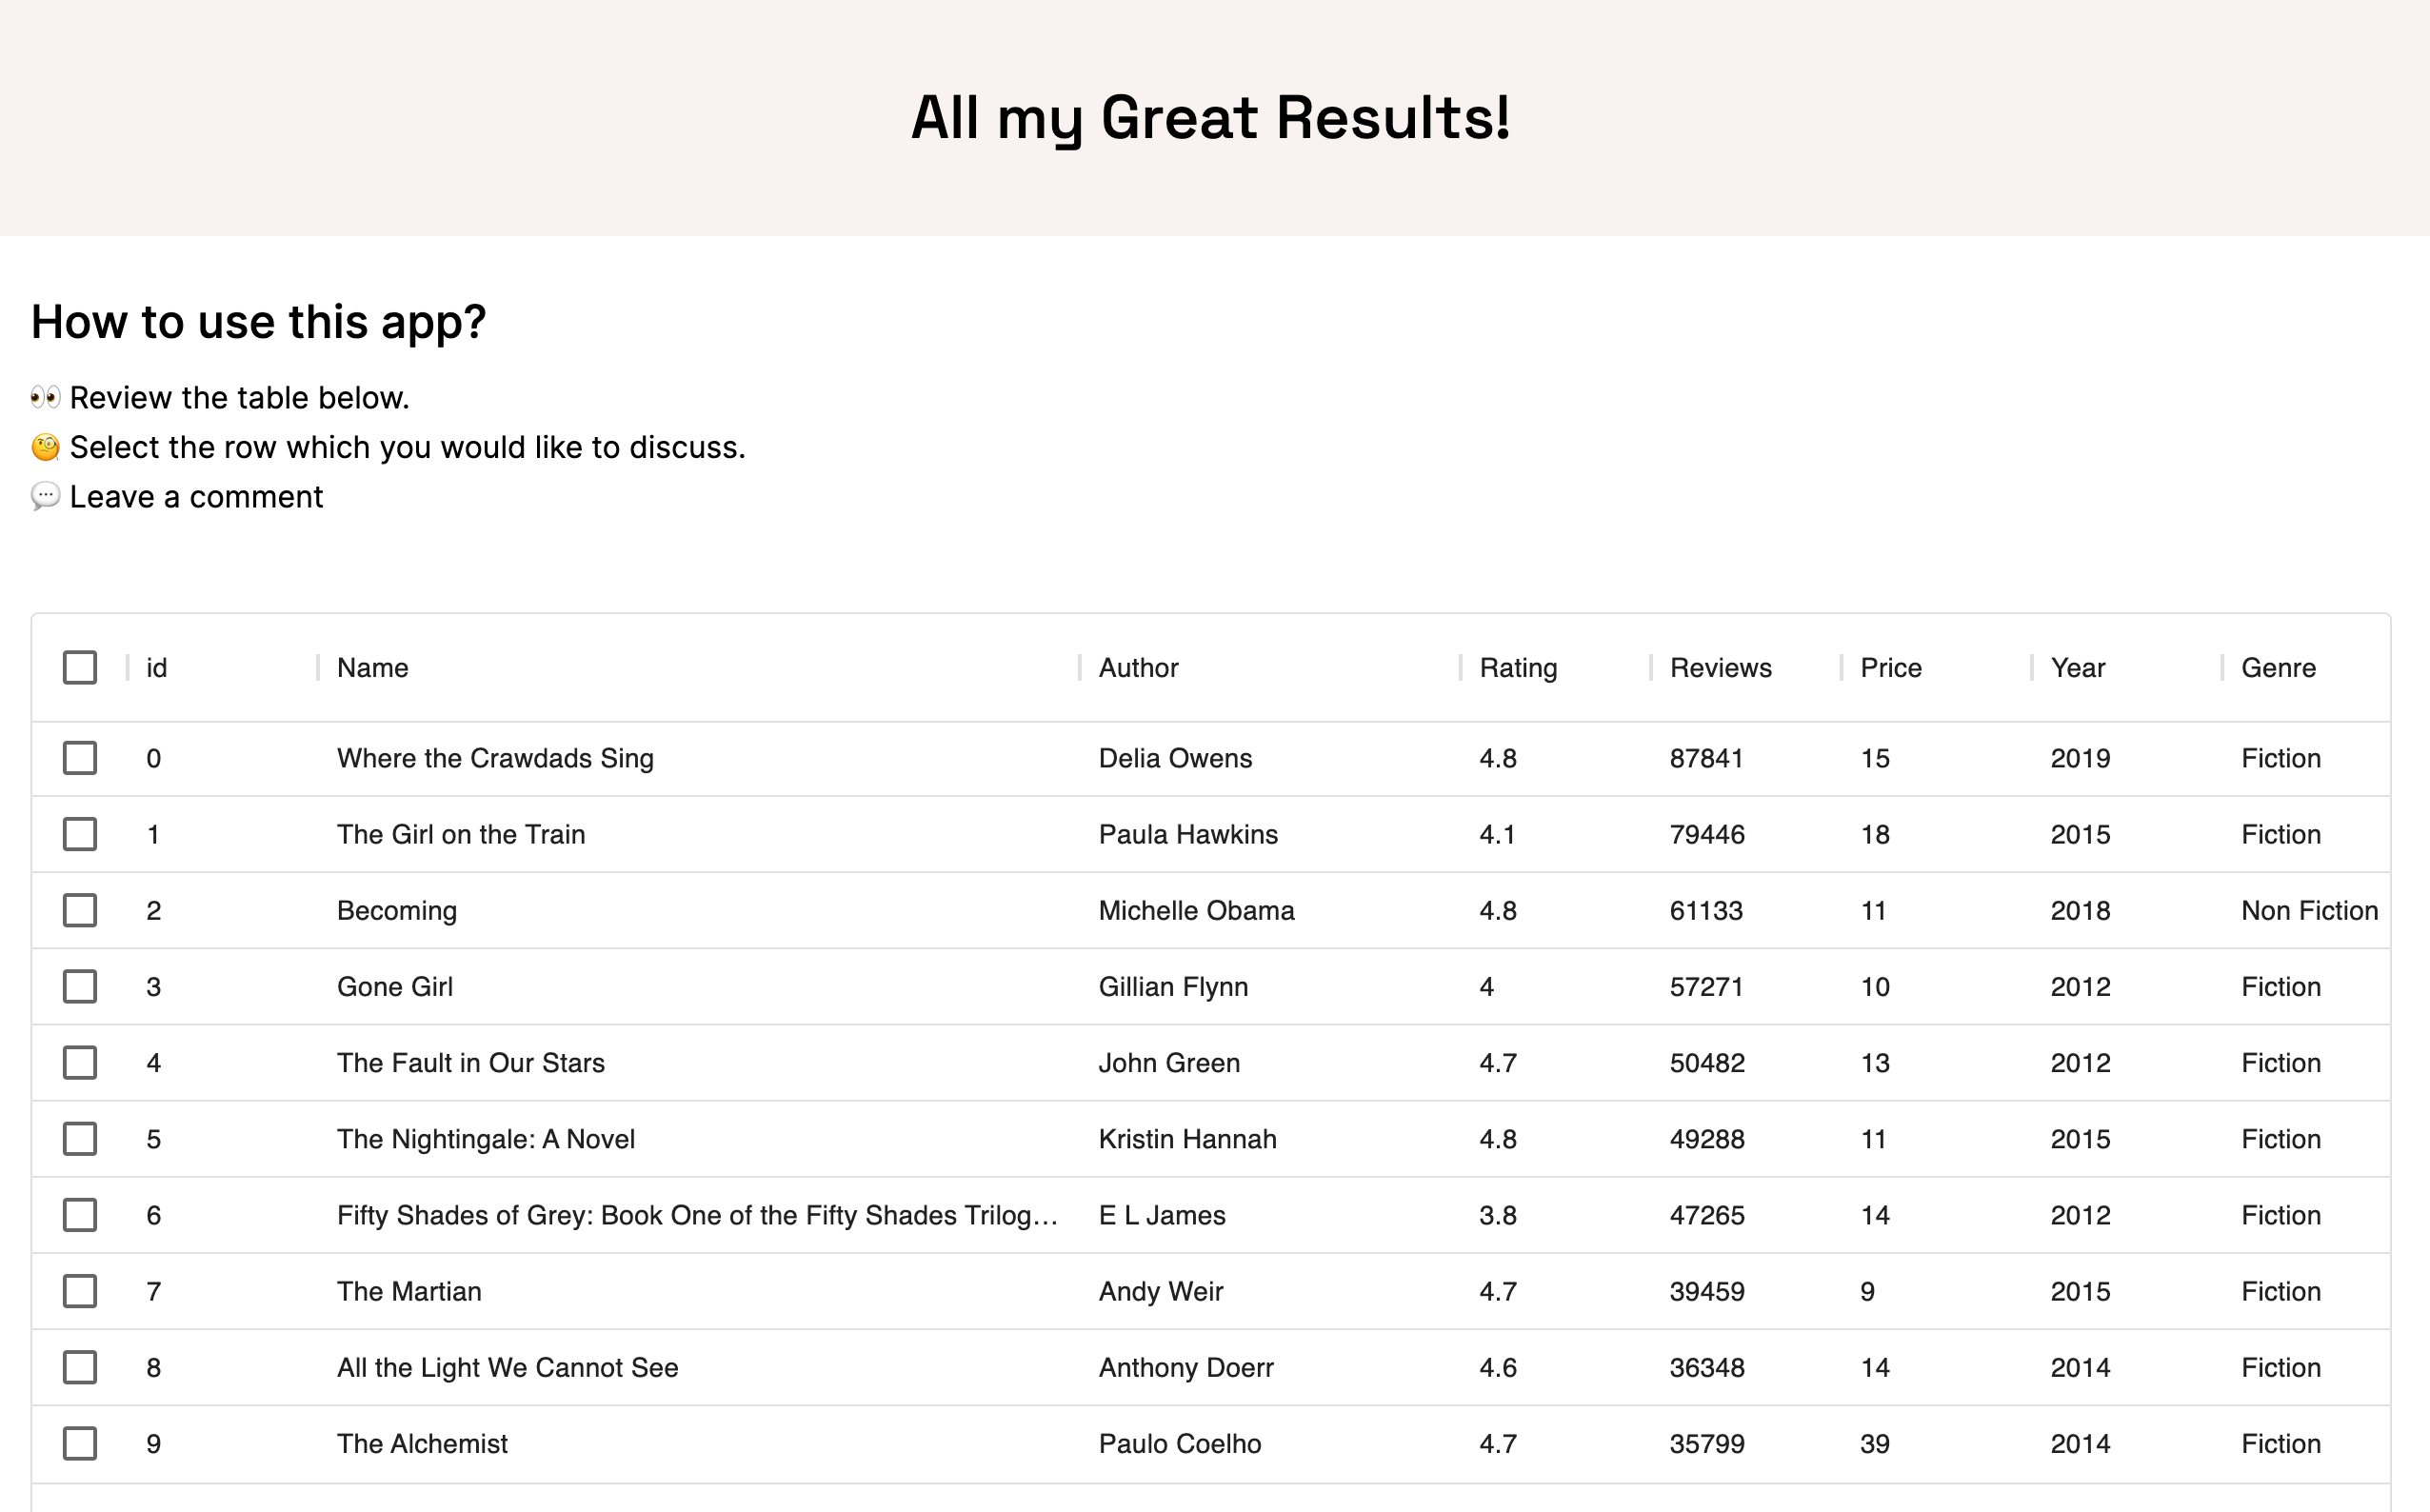 All my Great Results!
How to use this app?
👀 Review the table below.
🧐 Select the row which you would like to discuss.
💬 Leave a comment
id Name Author Rating Reviews Price Year Genre
0 Where the Crawdads Sing Delia Owens 4.8 87841 15 2019 Fiction
1 The Girl on the Train Paula Hawkins 4.1 79446 18 2015 Fiction
2 Becoming Michelle Obama 4.8 61133 11 2018 Non Fiction
3 Gone Girl Gillian Flynn 4 57271 10 2012 Fiction
4 The Fault in Our Stars John Green 4.7 50482 13 2012 Fiction
5 The Nightingale: A Novel Kristin Hannah 4.8 49288 11 2015 Fiction
6 Fifty Shades of Grey: Book One of the Fifty Shades Trilog... E L James 3.8 47265 14 2012 Fiction
7 The Martian Andy Weir 4.7 39459 9 2015 Fiction
8 All the Light We Cannot See Anthony Doerr 4.6 36348 14 2014 Fiction
9 The Alchemist Paulo Coelho 4.7 35799 39 2014 Fiction